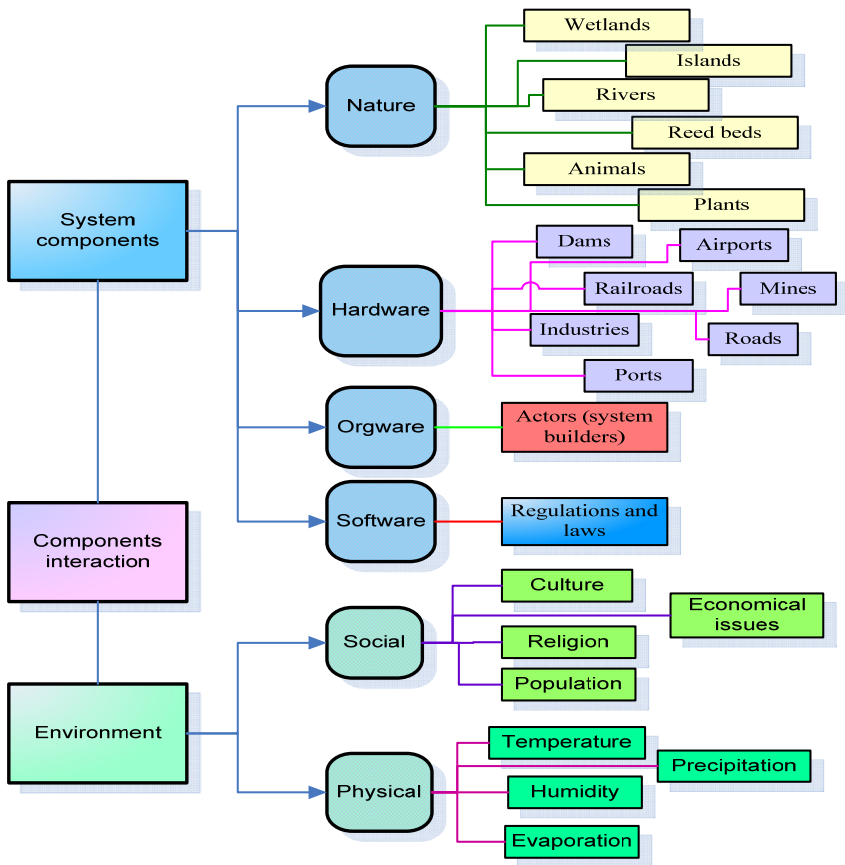 System
components
Components
interaction
Environment
Nature
Hardware
Orgware
Software
Social
Physical
Wetlands
Islands
Rivers
Reed beds
Animals
Plants
Dams
Airports
Railroads
Mines
Industries
Roads
Ports
Actors (system
builders)
Regulations and
laws
Culture
Economical
issues
Religion
Population
Temperature
Precipitation
Humidity
Evaporation